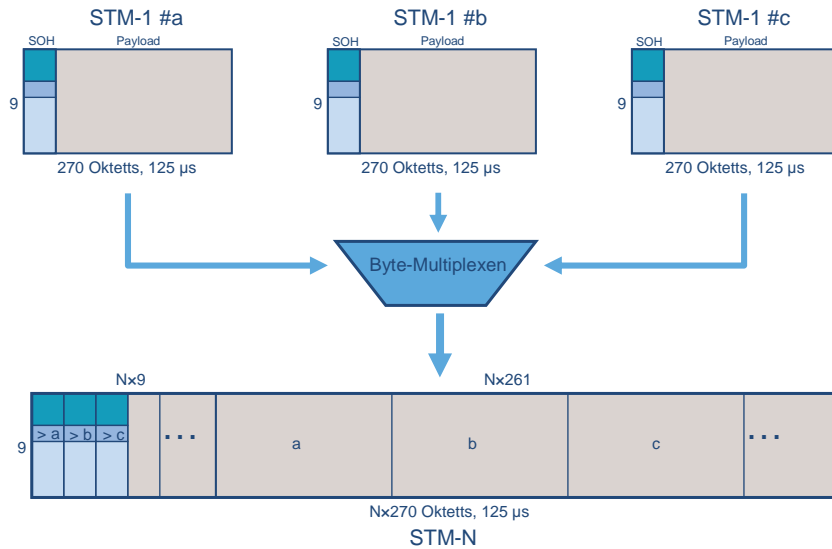 STM-1 #a
STM-1 #b
STM-1 #c
SOH Payload
SOH Payload
SOH Payload
9
9
9
270 Oktetts, 125 µs
270 Oktetts, 125 µs
270 Oktetts, 125 µs
Byte-Multiplexen
N×9
N×261
9
> a > b > c ...
a
b
c
...
N×270 Oktetts, 125 µs
STM-N